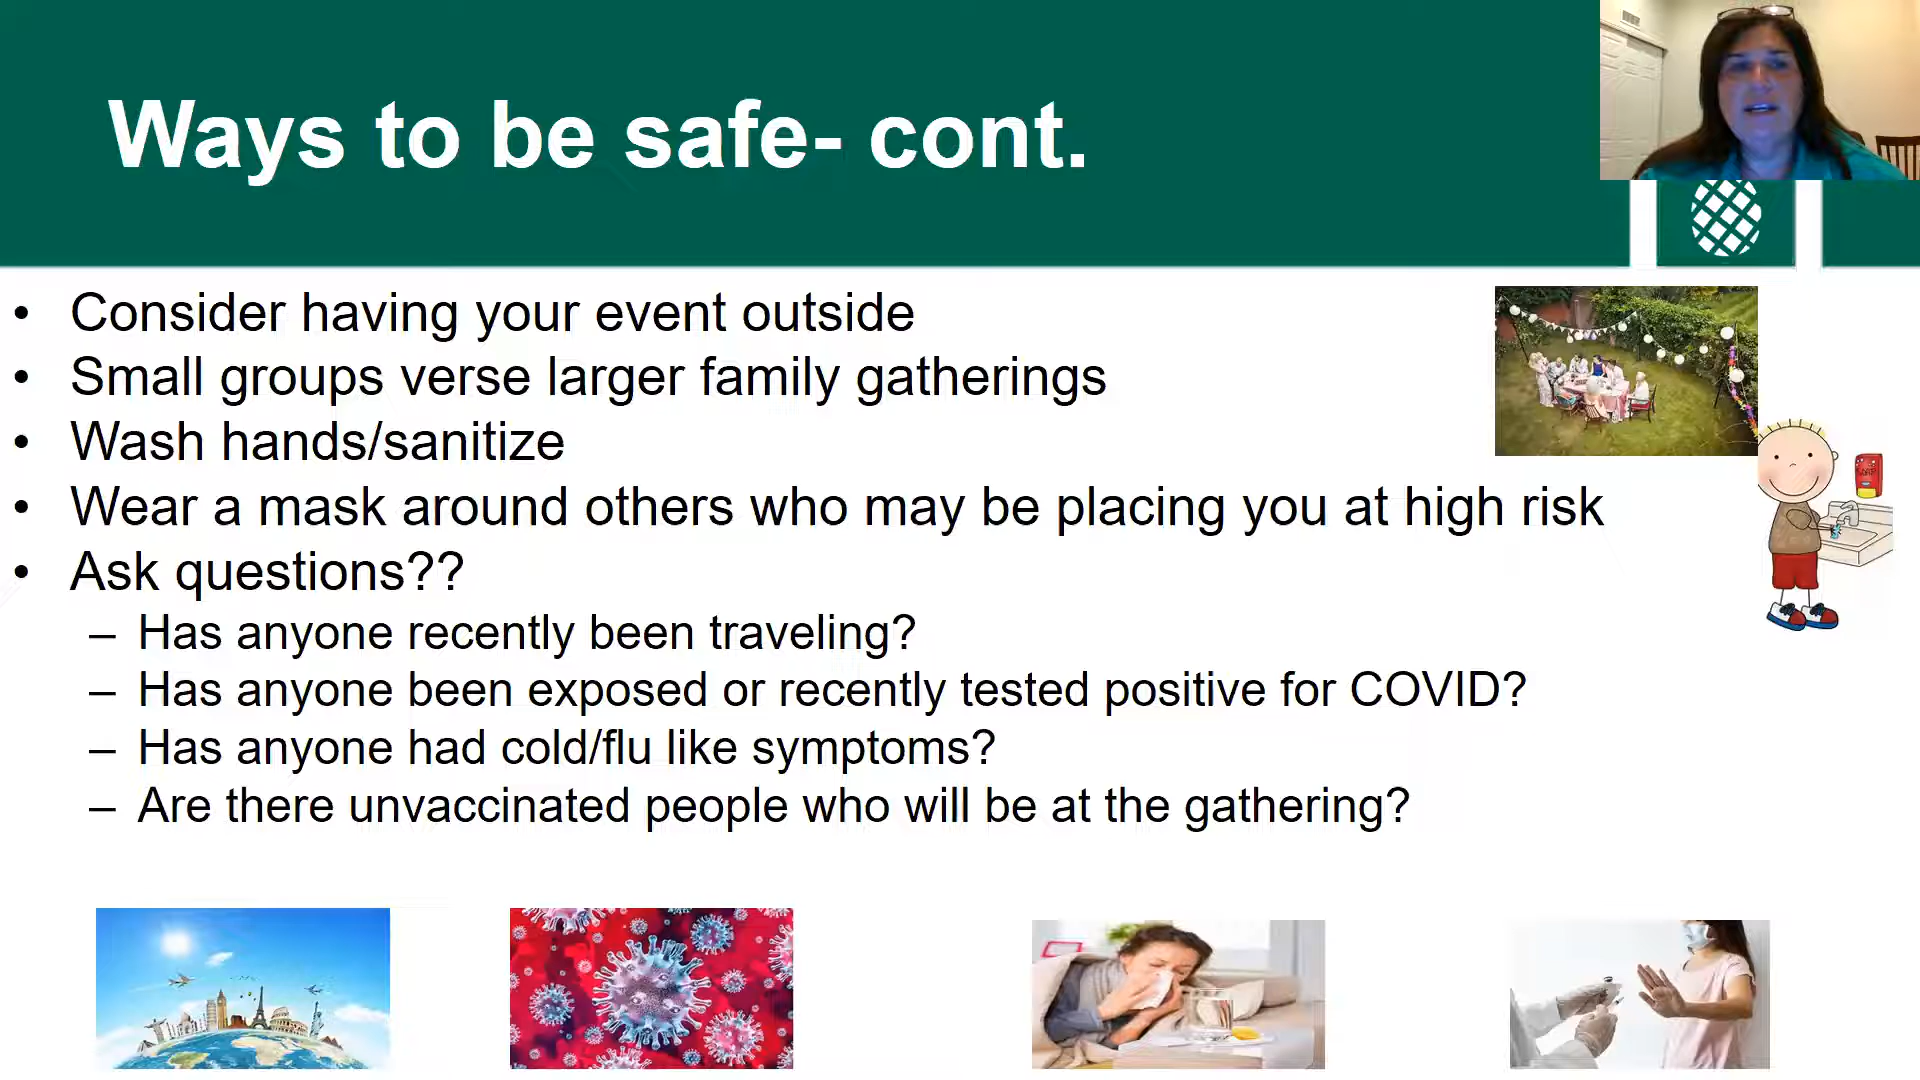 Ways to be safe- cont.
• Consider having your event outside
• Small groups verse larger family gatherings
• Wash hands/sanitize
• Wear a mask around others who may be placing you at high risk
• Ask questions??
– Has anyone recently been traveling?
– Has anyone been exposed or recently tested positive for COVID?
– Has anyone had cold/flu like symptoms?
– Are there unvaccinated people who will be at the gathering?